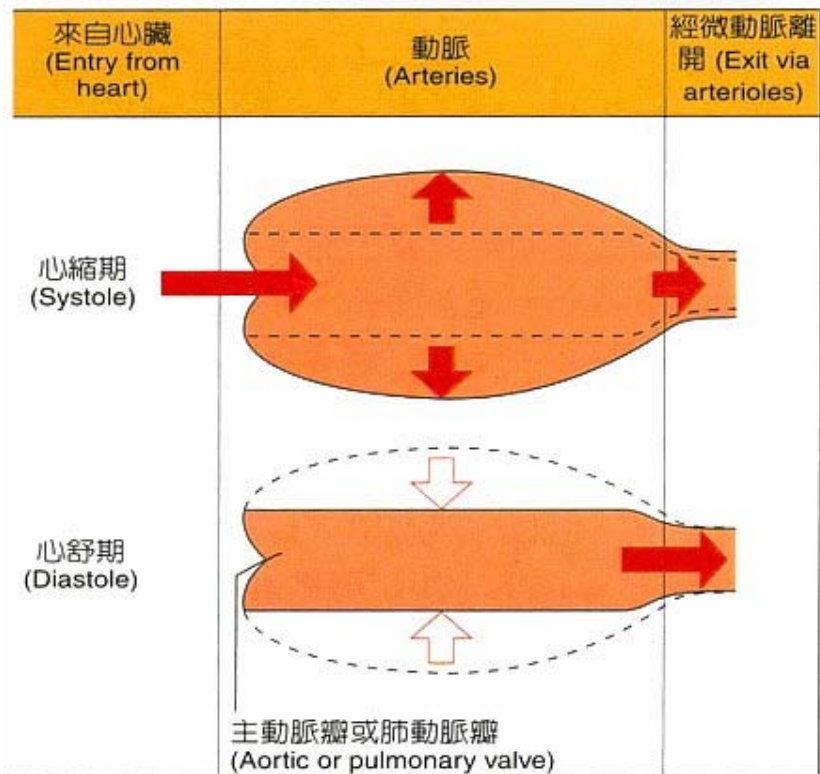 來自心臟
(Entry from
heart)
動脈
(Arteries)
經微動脈離
開 (Exit via
arterioles)
心縮期
(Systole)
心舒期
(Diastole)
主動脈瓣或肺動脈瓣
(Aortic or pulmonary valve)